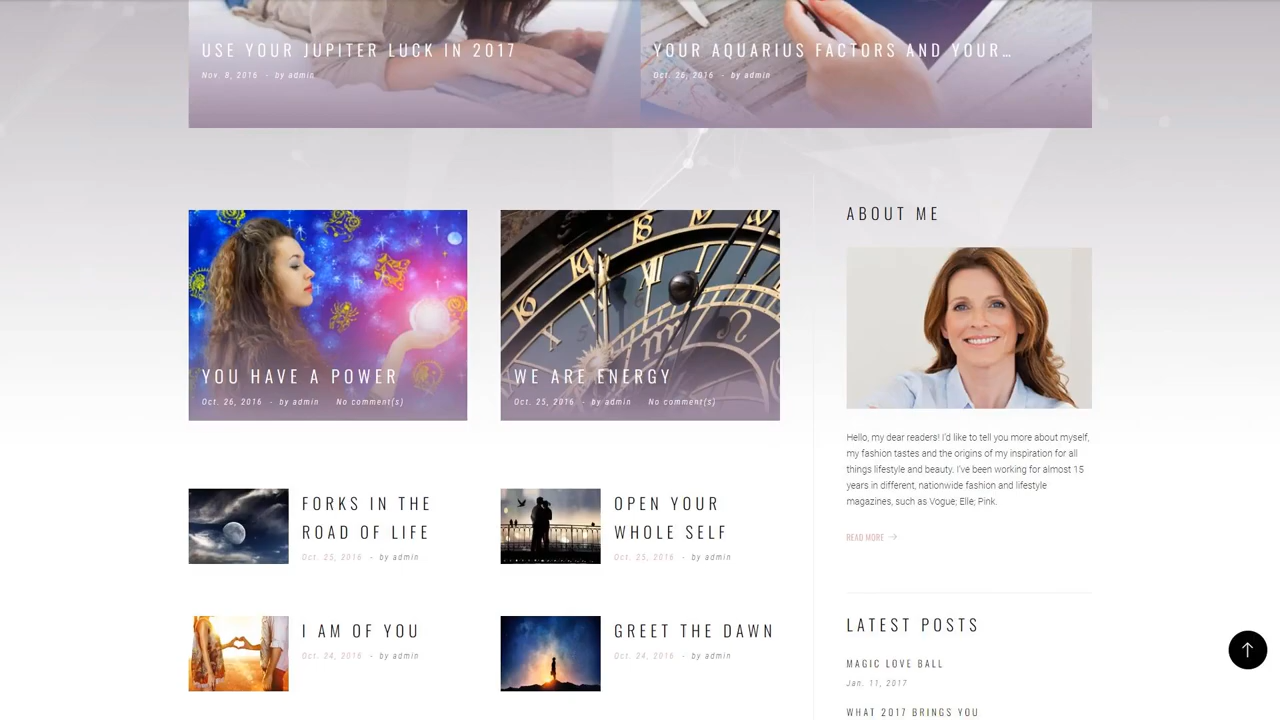 USE YOUR JUPITER LUCK IN 2017
Nov. 8, 2016 - by admin
YOUR AQUARIUS FACTORS AND YOUR...
Oct. 26, 2016 - by admin
YOU HAVE A POWER
Oct. 26, 2016 - by admin No comment(s)
WE ARE ENERGY
Oct. 25, 2016 - by admin No comment(s)
FORKS IN THE
ROAD OF LIFE
Oct. 25, 2016 - by admin
OPEN YOUR
WHOLE SELF
Oct. 25, 2016 - by admin
I AM OF YOU
Oct. 24, 2016 - by admin
GREET THE DAWN
Oct. 24, 2016 - by admin
ABOUT ME
Hello, my dear readers! I'd like to tell you more about myself,
my fashion tastes and the origins of my inspiration for all
things lifestyle and beauty. I've been working for almost 15
years in different, nationwide fashion and lifestyle
magazines, such as Vogue; Elle; Pink.
READ MORE →
LATEST POSTS
MAGIC LOVE BALL
Jan. 11, 2017
WHAT 2017 BRINGS YOU